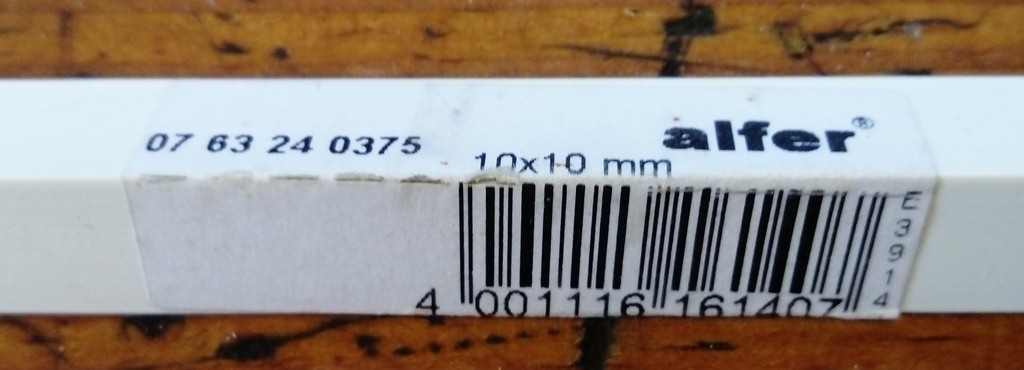 07 63 24 0375
alfer®
10x10 mm
4 001116 161407
E3914